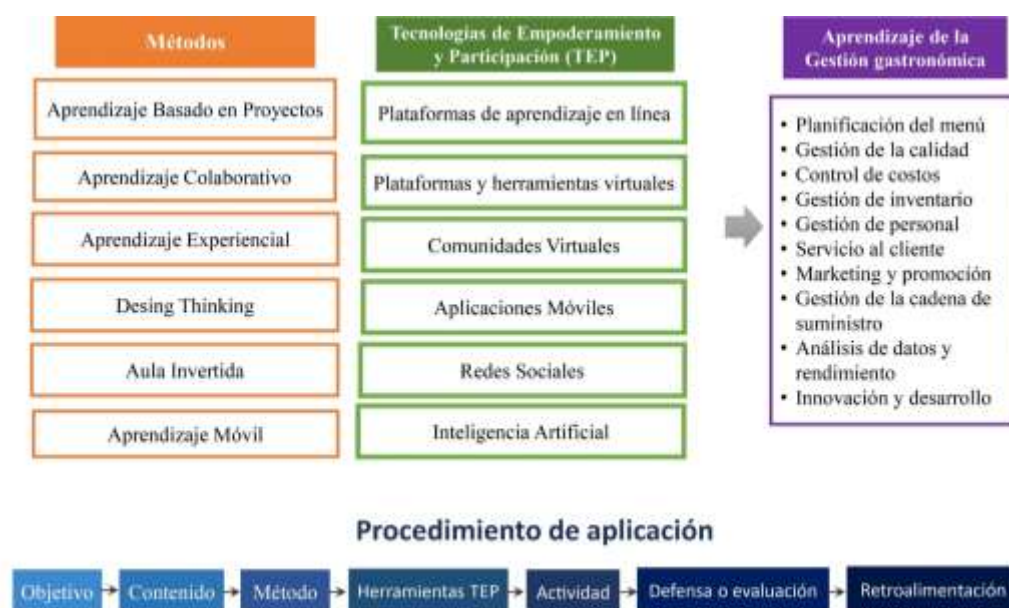 Métodos
Aprendizaje Basado en Proyectos
Aprendizaje Colaborativo
Aprendizaje Experiencial
Desing Thinking
Aula Invertida
Aprendizaje Móvil
Tecnologías de Empoderamiento
y Participación (TEP)
Plataformas de aprendizaje en línea
Plataformas y herramientas virtuales
Comunidades Virtuales
Aplicaciones Móviles
Redes Sociales
Inteligencia Artificial
Aprendizaje de la
Gestión gastronómica
• Planificación del menú
• Gestión de la calidad
• Control de costos
• Gestión de inventario
• Gestión de personal
• Servicio al cliente
• Marketing y promoción
• Gestión de la cadena de
suministro
• Análisis de datos y
rendimiento
• Innovación y desarrollo
Procedimiento de aplicación
Objetivo
Contenido
Método
Herramientas TEP
Actividad
Defensa o evaluación
Retroalimentación